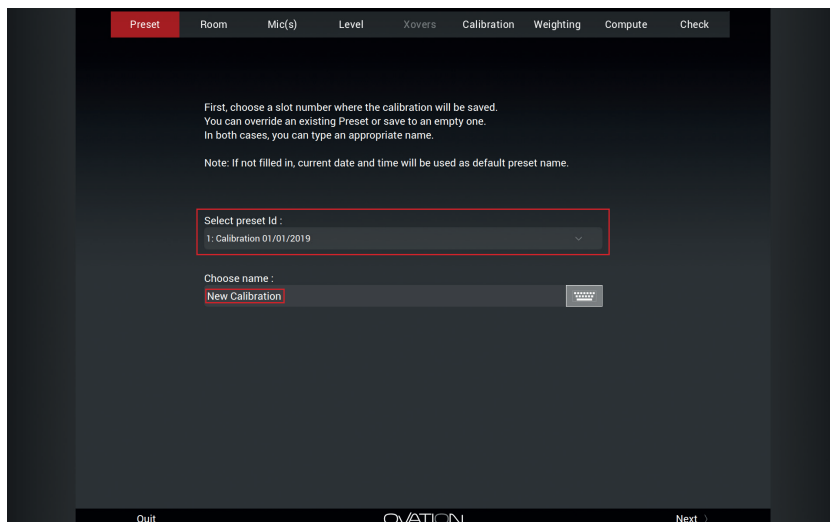 Preset Room Mic(s) Level Xovers Calibration Weighting Compute Check
First, choose a slot number where the calibration will be saved.
You can override an existing Preset or save to an empty one.
In both cases, you can type an appropriate name.
Note: If not filled in, current date and time will be used as default preset name.
Select preset Id :
1: Calibration 01/01/2019
Choose name :
New Calibration
Quit OVATION Next